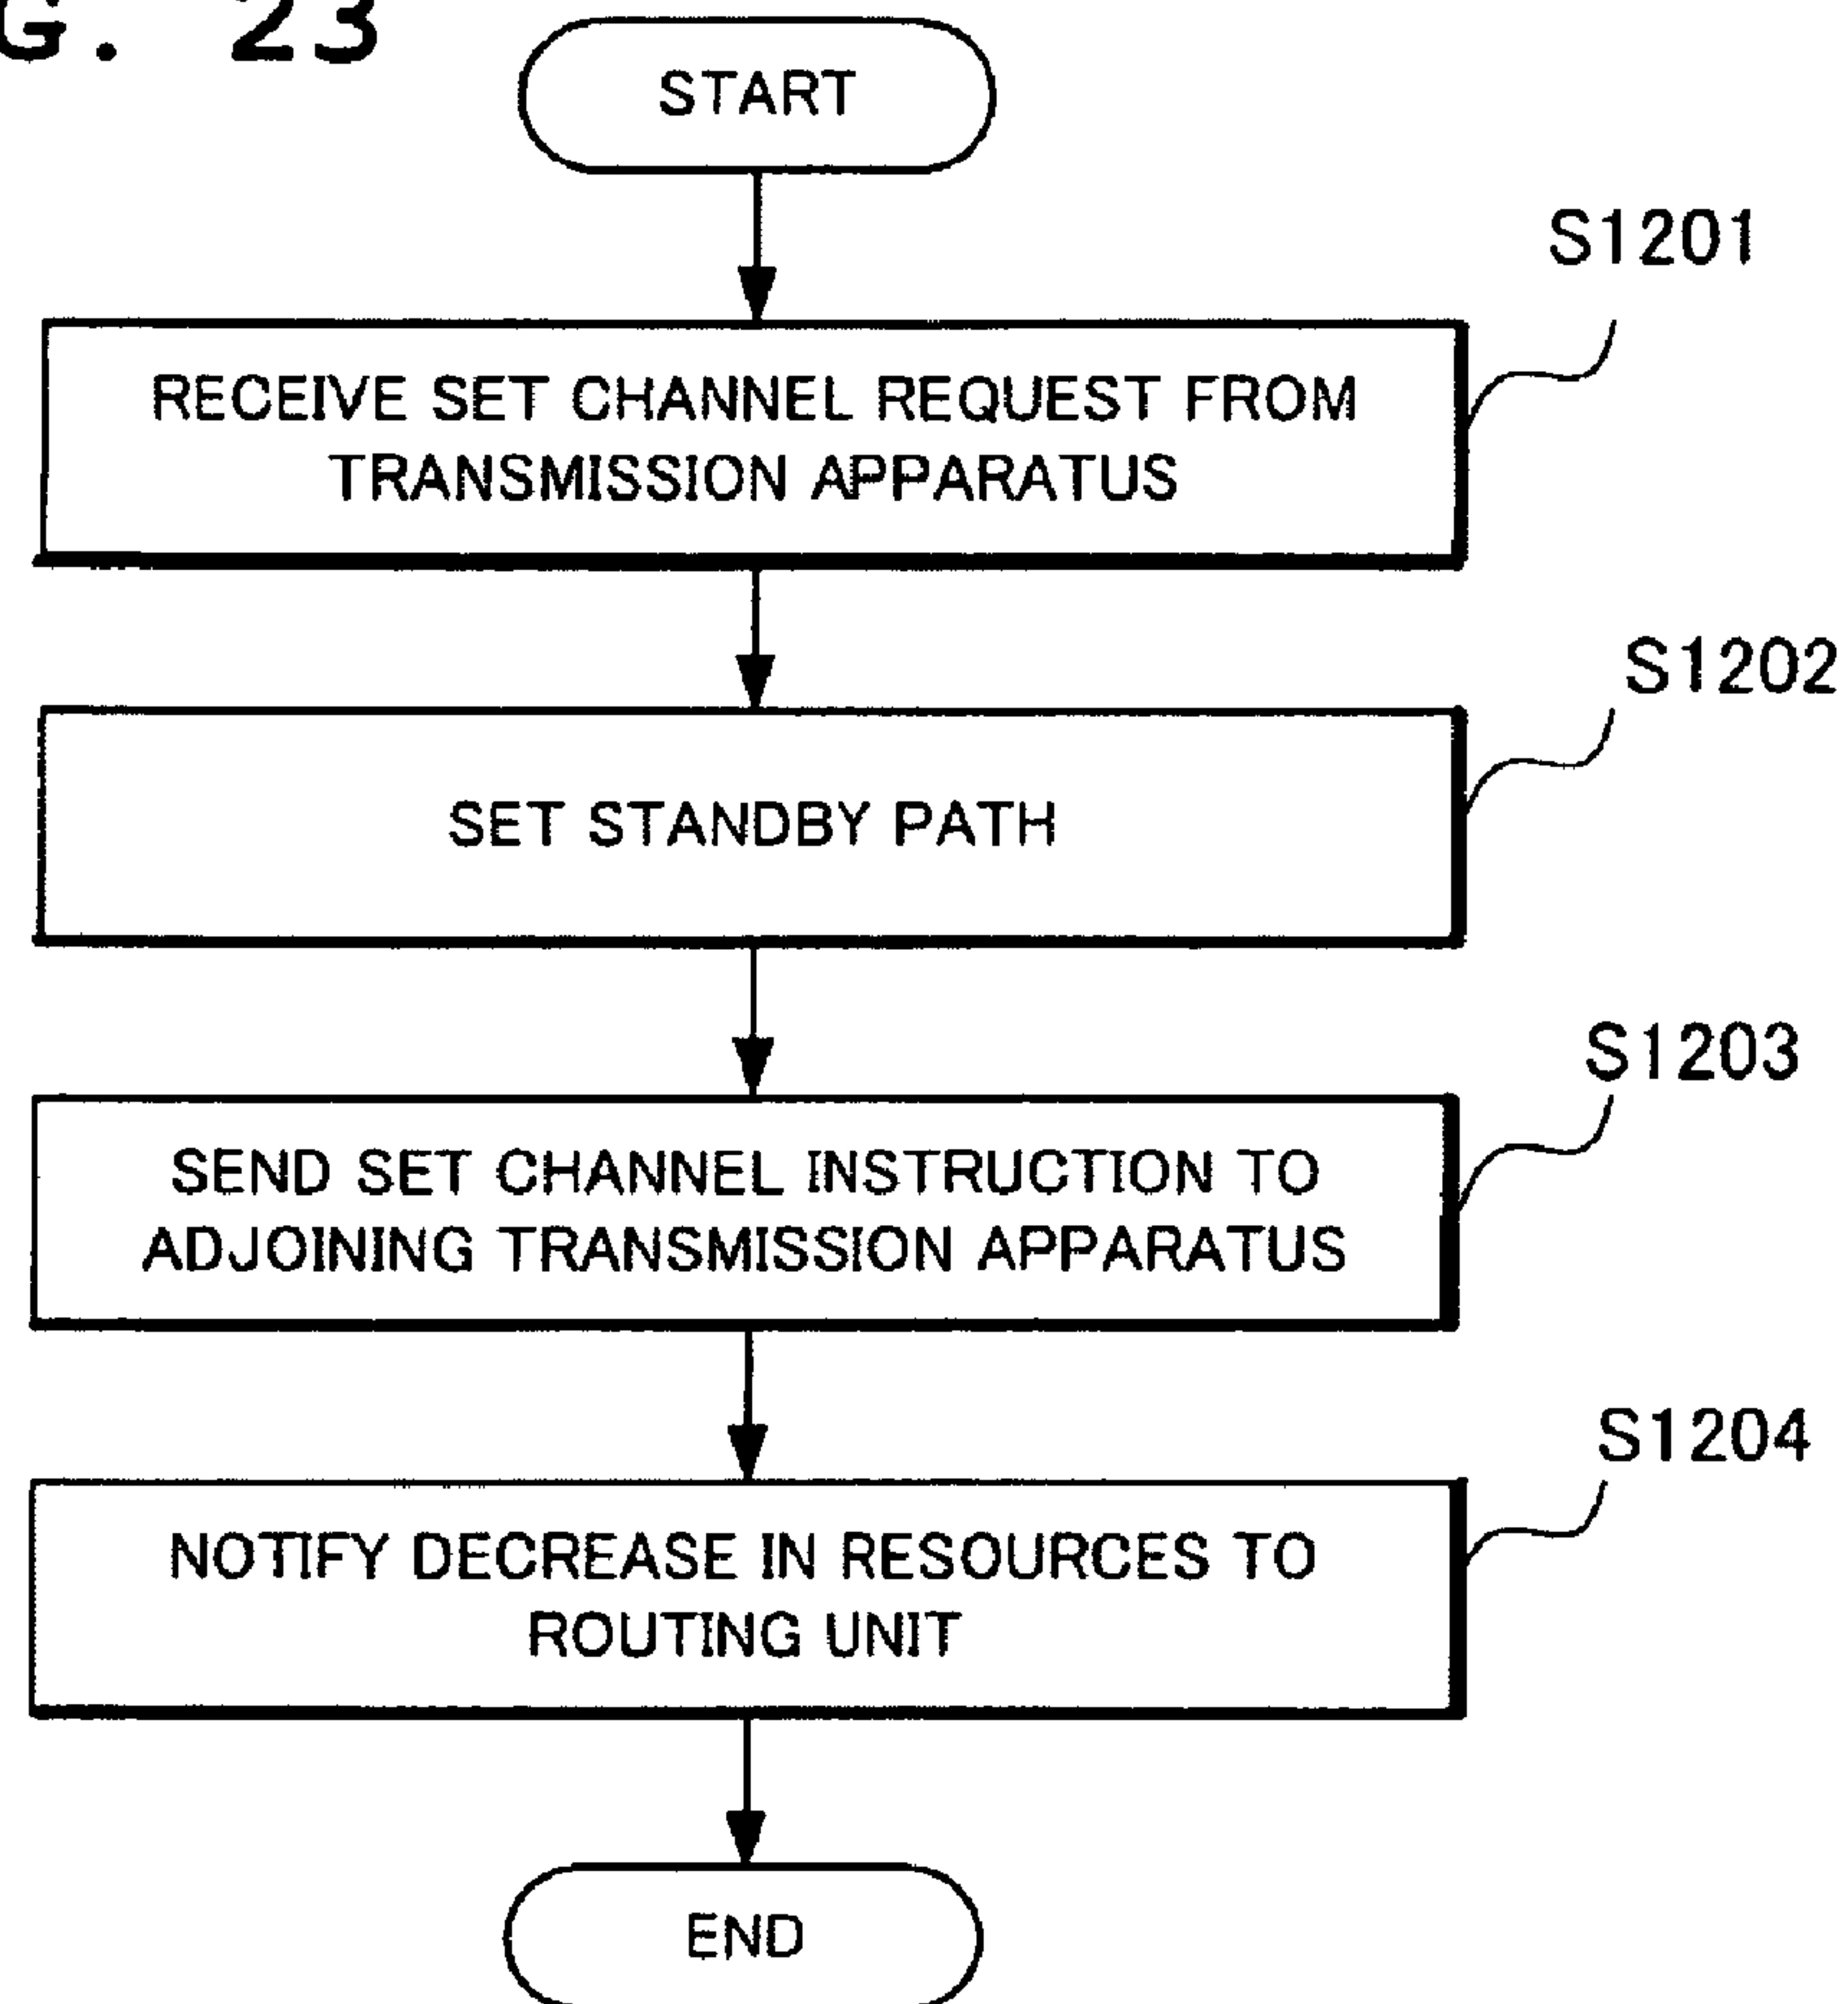 G. 23
START
S1201
RECEIVE SET CHANNEL REQUEST FROM
TRANSMISSION APPARATUS
S1202
SET STANDBY PATH
S1203
SEND SET CHANNEL INSTRUCTION TO
ADJOINING TRANSMISSION APPARATUS
S1204
NOTIFY DECREASE IN RESOURCES TO
ROUTING UNIT
END